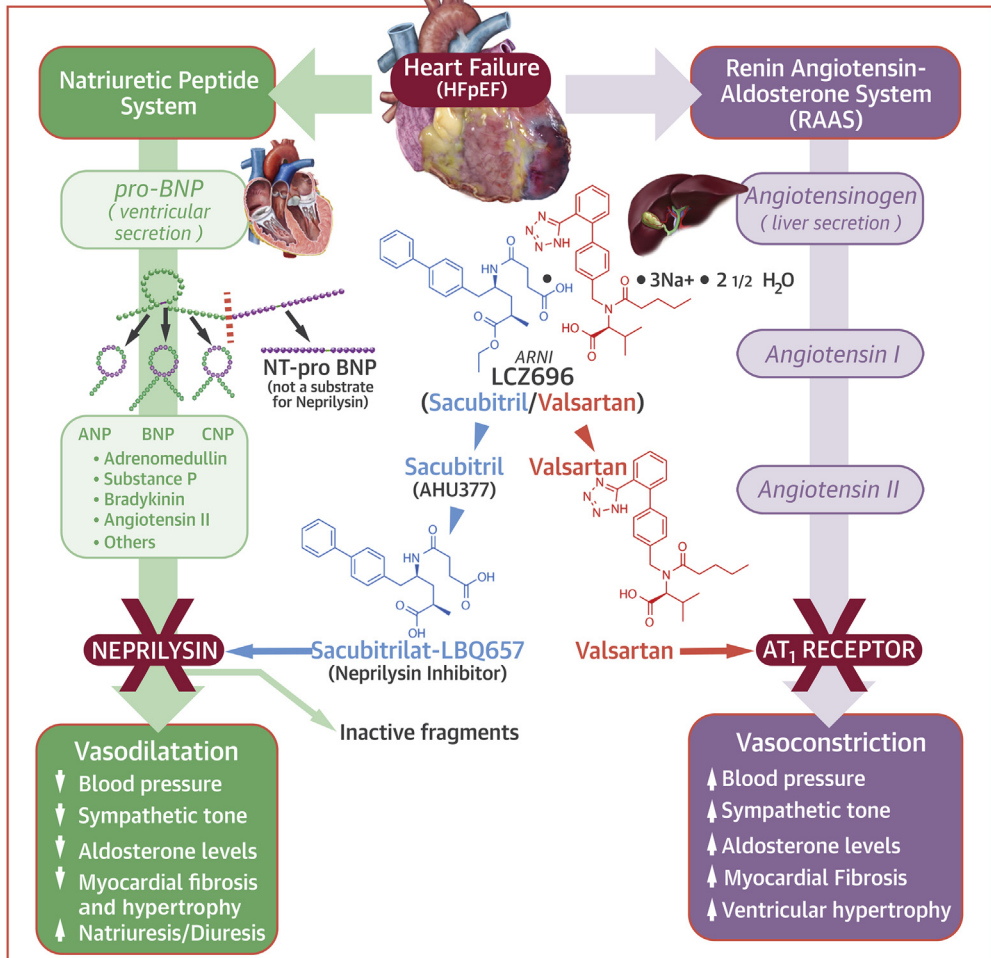 Heart Failure
(HFpEF)
Natriuretic Peptide
System
pro-BNP
( ventricular
secretion )
NT-pro BNP
(not a substrate
for Neprilysin)
ANP BNP CNP
• Adrenomedullin
• Substance P
• Bradykinin
• Angiotensin II
• Others
NEPRILYSIN
Vasodilatation
Blood pressure
Sympathetic tone
Aldosterone levels
Myocardial fibrosis
and hypertrophy
Natriuresis/Diuresis
HN
O
O
OH
O
O
N
N
N
N
NH
N
O
HO
O
• 3Na+ • 2 1/2 H₂O
ARNI
LCZ696
(Sacubitril/Valsartan)
Sacubitril
(AHU377)
Valsartan
O
HN
O
OH
O
OH
N
N
N
NH
O
N
HO
O
Sacubitrilat-LBQ657
(Neprilysin Inhibitor)
Valsartan
Inactive fragments
Renin Angiotensin-
Aldosterone System
(RAAS)
Angiotensinogen
( liver secretion )
Angiotensin I
Angiotensin II
AT₁ RECEPTOR
Vasoconstriction
Blood pressure
Sympathetic tone
Aldosterone levels
Myocardial Fibrosis
Ventricular hypertrophy